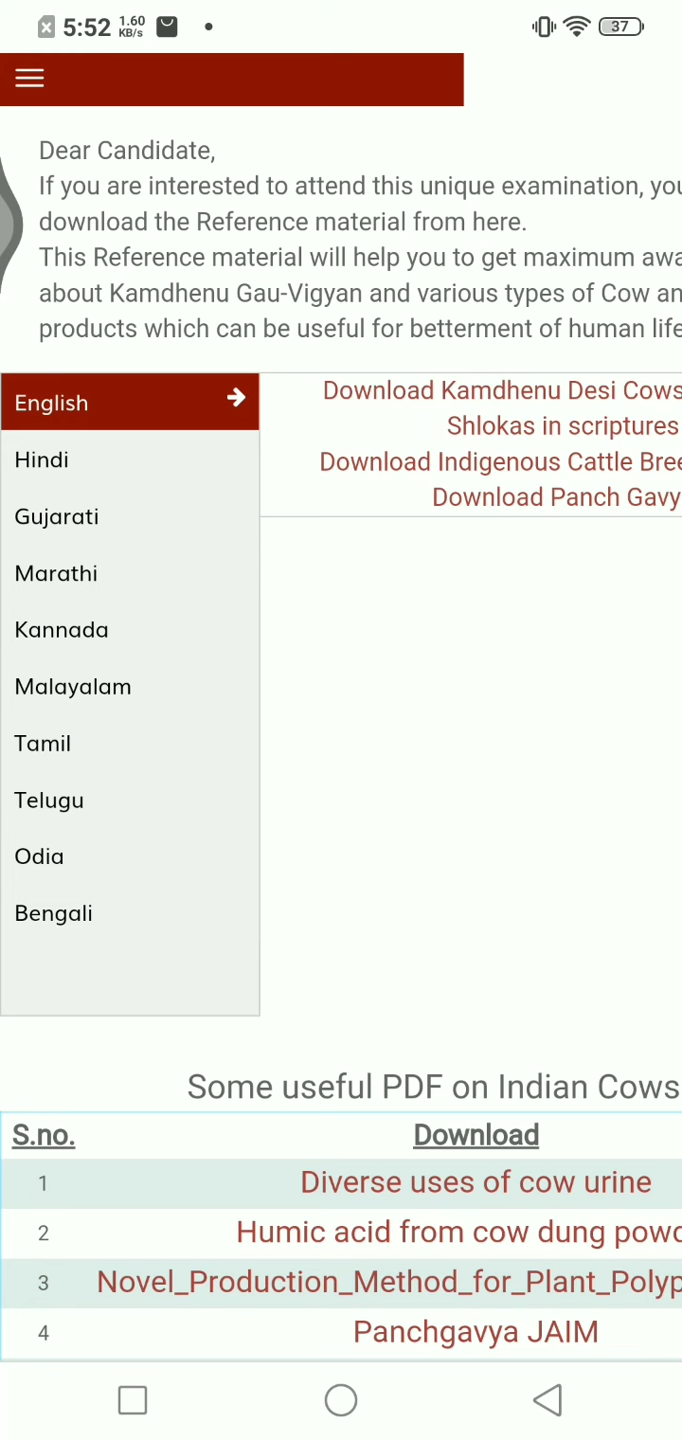 5:52 1.60 KB/s 37
Dear Candidate,
If you are interested to attend this unique examination, you
download the Reference material from here.
This Reference material will help you to get maximum
about Kamdhenu Gau-Vigyan and various types of Cow
products which can be useful for betterment of human life
English
Download Kamdhenu Desi Cows
Shlokas in scriptures
Hindi
Download Indigenous Cattle
Download Panch
Gujarati
Marathi
Kannada
Malayalam
Tamil
Telugu
Odia
Bengali
Some useful PDF on Indian Cows
S.no. Download
1 Diverse uses of cow urine
2 Humic acid from cow dung
3 Novel_Production_Method_for_Plant_Polyp
4 Panchgavya JAIM